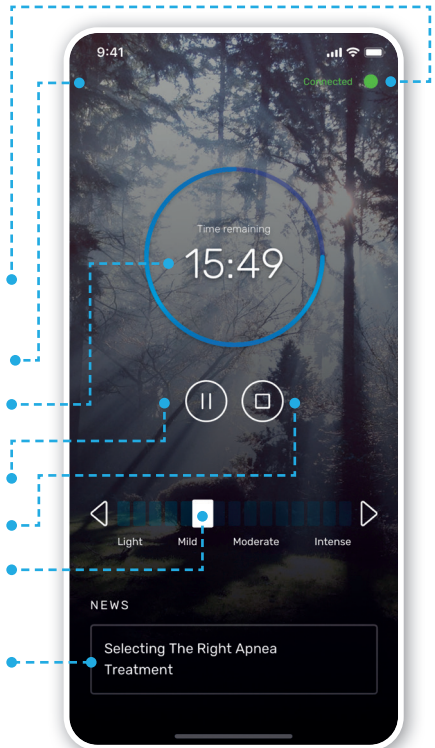 9:41
Connected
Time remaining
15:49
Light Mild Moderate Intense
NEWS
Selecting The Right Apnea
Treatment